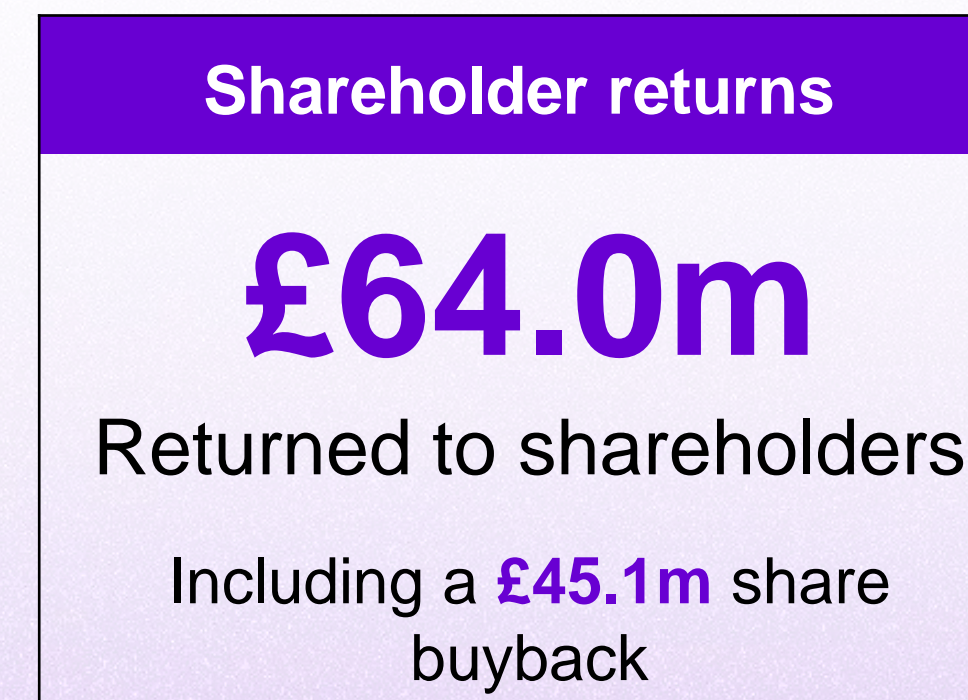 Shareholder returns
£64.0m
Returned to shareholders
Including a £45.1m share
buyback